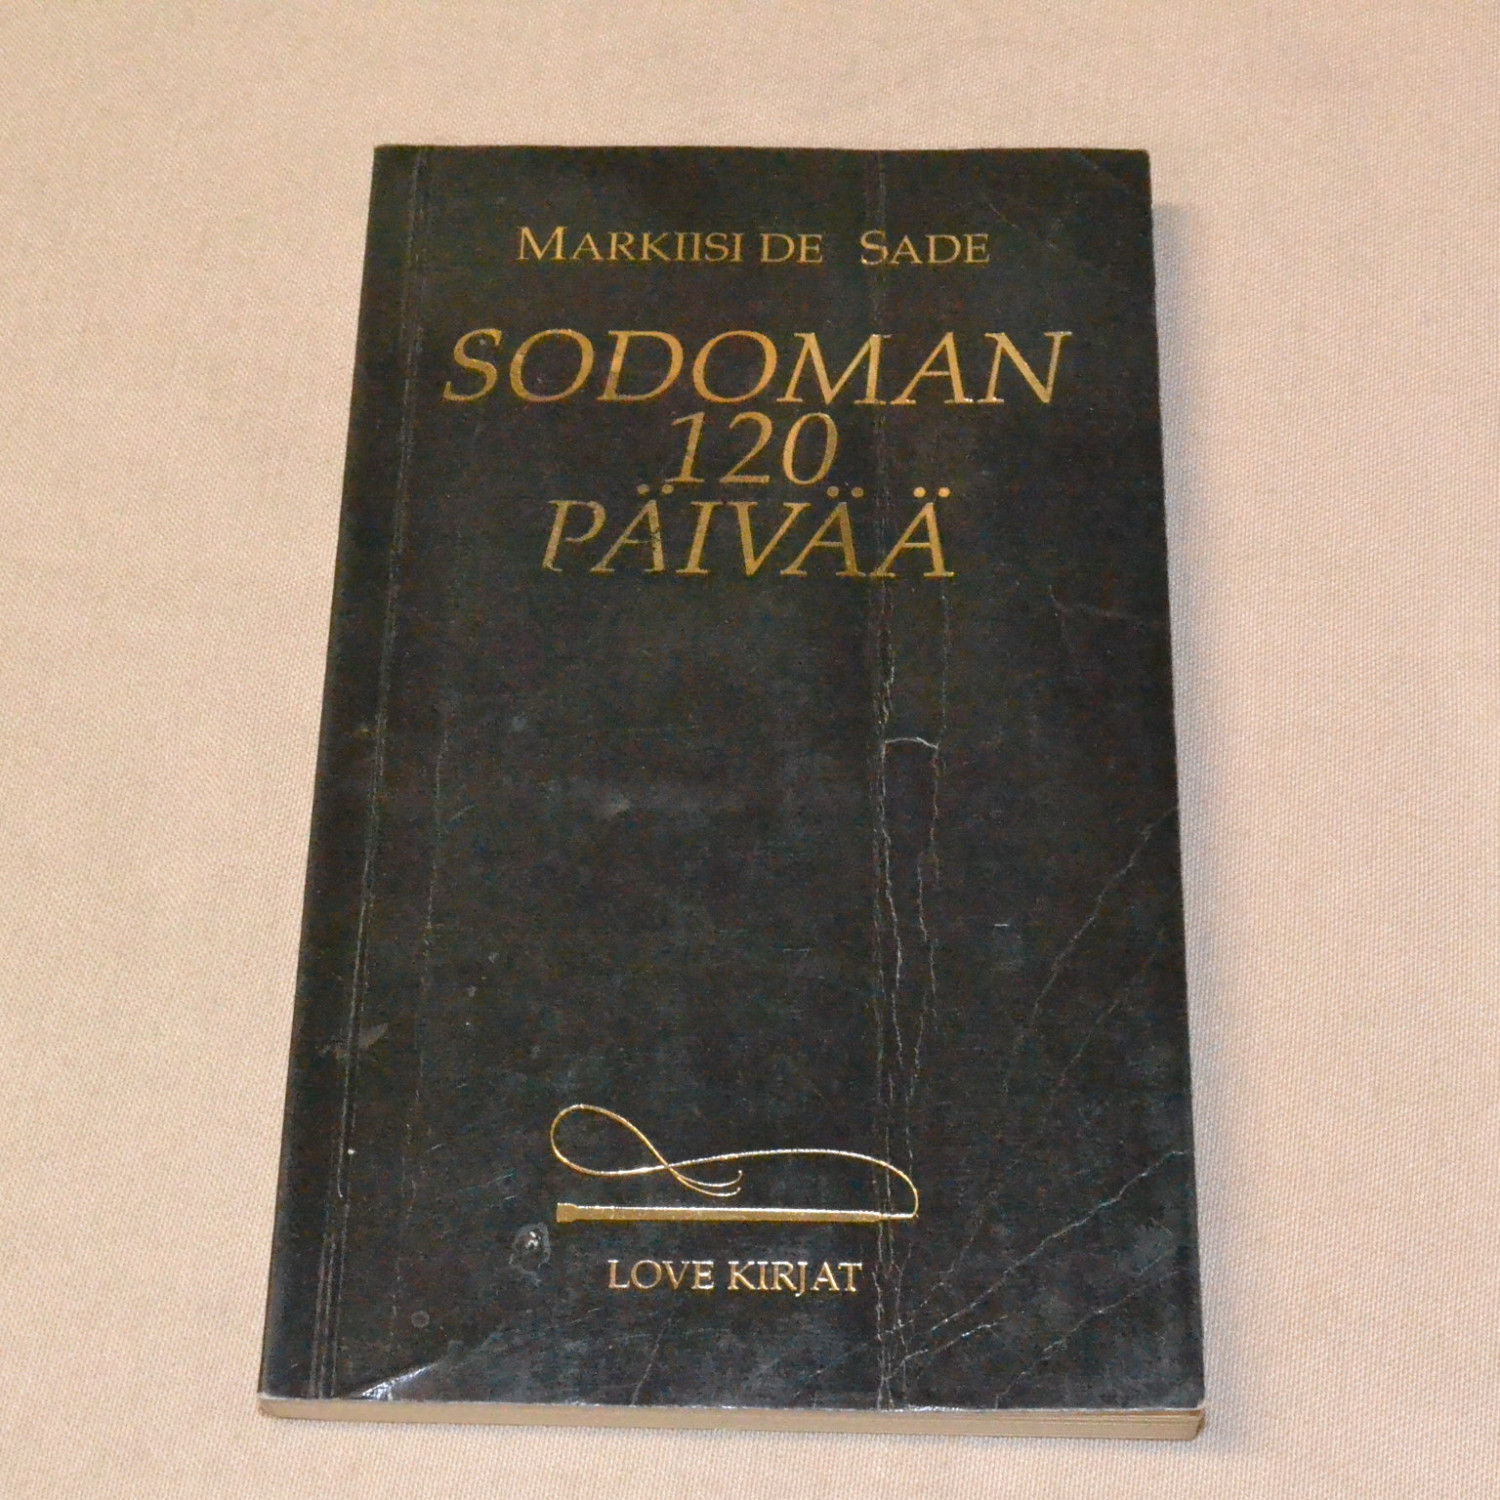 MARKIISI DE SADE
SODOMAN
120
PÄIVÄÄ
LOVE KIRJAT